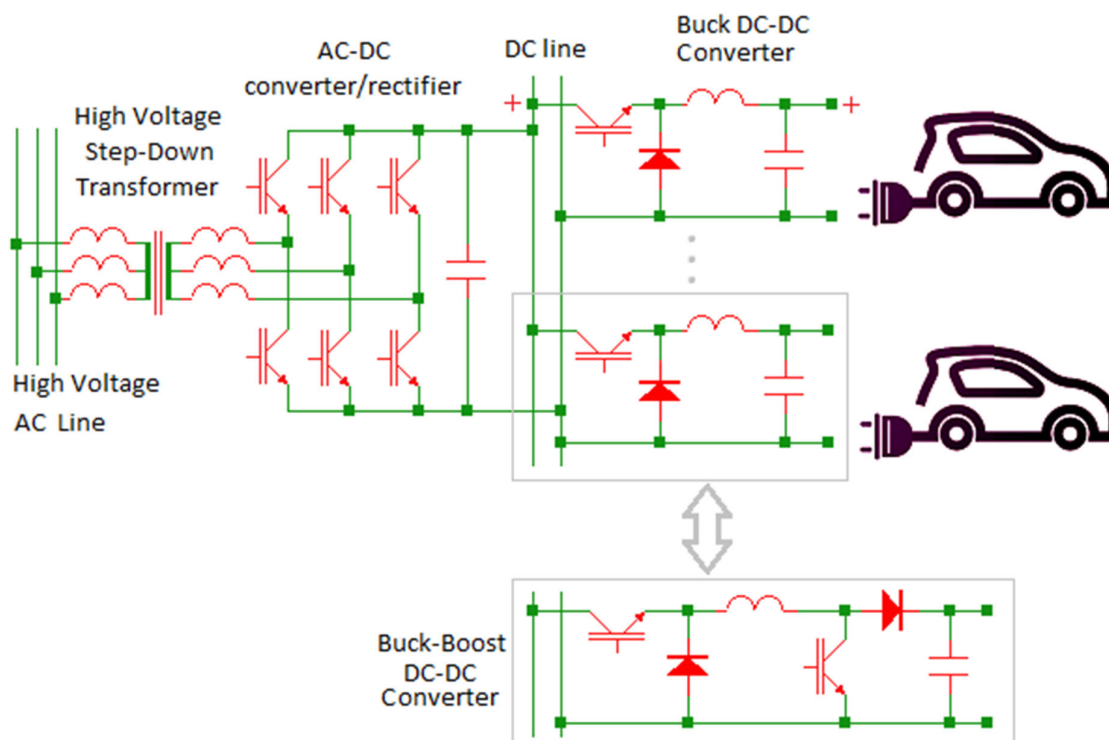 High Voltage
Step-Down
Transformer
AC-DC
converter/rectifier
DC line
Buck DC-DC
Converter
+
+
High Voltage
AC Line
Buck-Boost
DC-DC
Converter